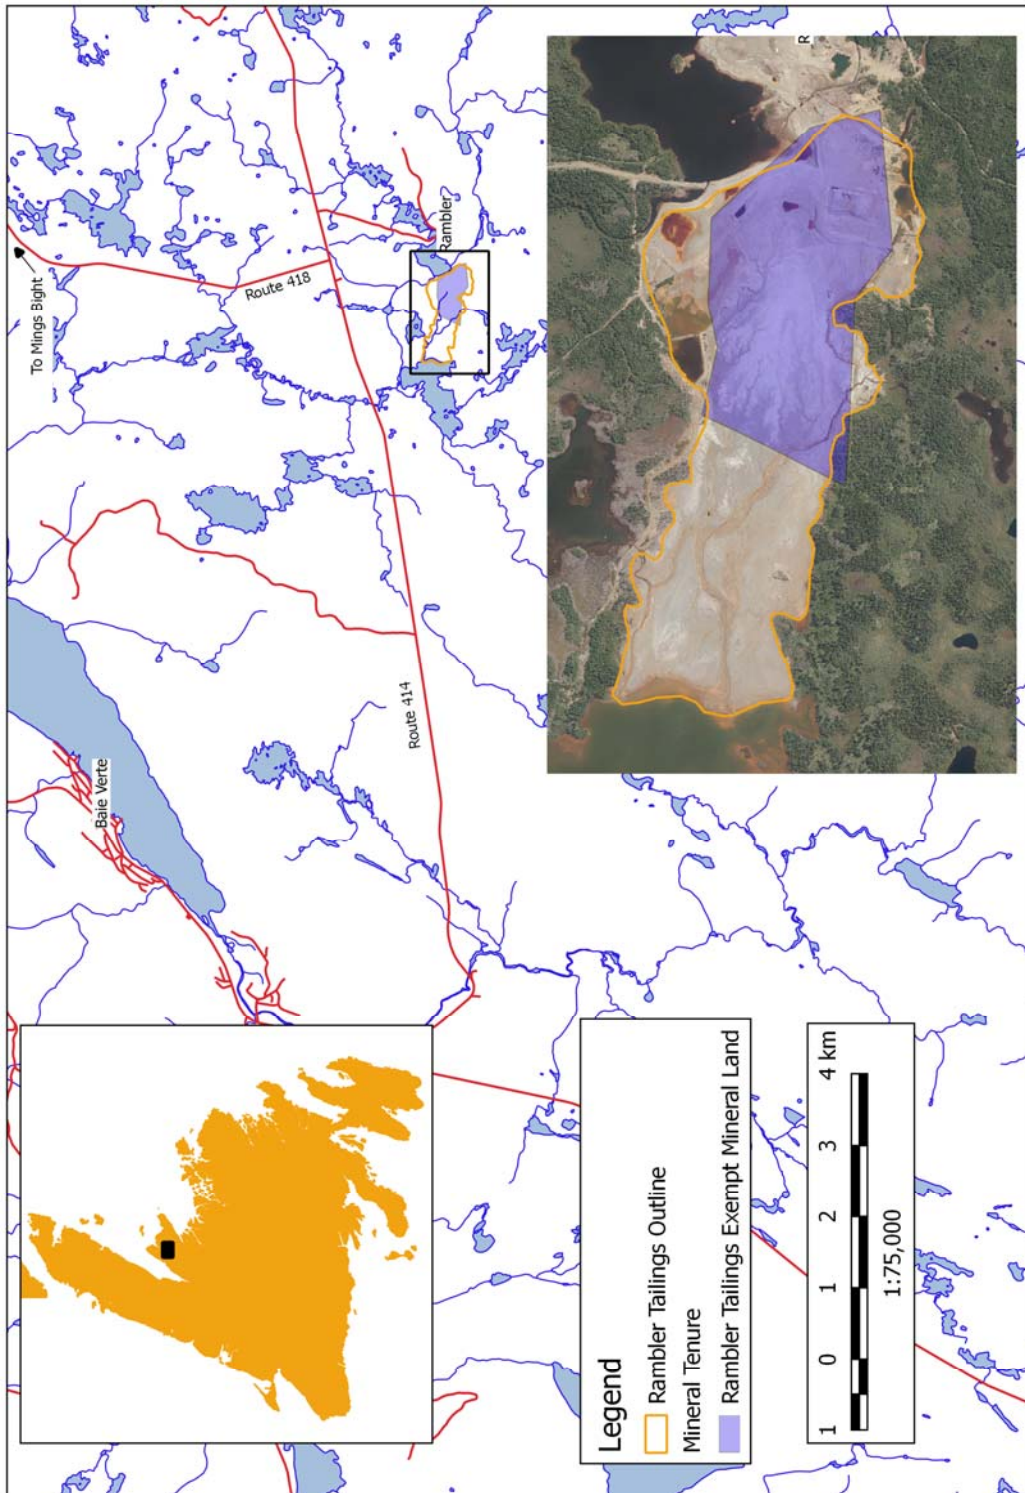 To Mings Bight
Route 418
Rambler
Baie Verte
Route 414
R
Legend
Rambler Tailings Outline
Mineral Tenure
Rambler Tailings Exempt Mineral Land
1 0 1 2 3 4 km
1:75,000